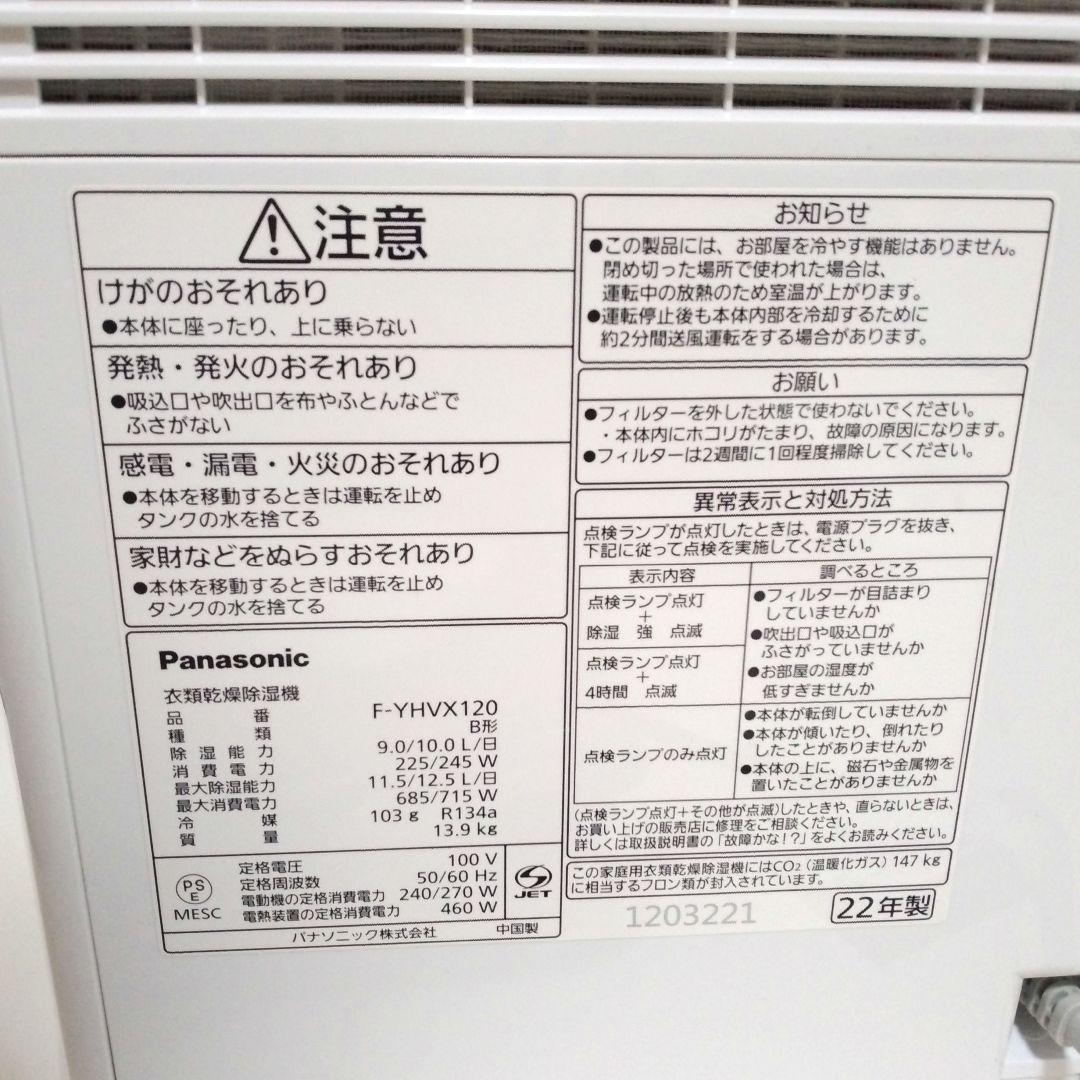 注意
けがのおそれあり
●本体に座ったり、上に乗らない
発熱・発火のおそれあり
●吸込口や吹出口を布やふとんなどで
ふさがない
感電・漏電・火災のおそれあり
●本体を移動するときは運転を止め
タンクの水を捨てる
家財などをぬらすおそれあり
●本体を移動するときは運転を止め
タンクの水を捨てる
Panasonic
衣類乾燥除湿機
品番 F-YHVX120
種類 B形
除湿能力 9.0/10.0 L/日
消費電力 225/245 W
最大除湿能力 11.5/12.5 L/日
最大消費電力 685/715 W
冷媒 103 g R134a
質量 13.9 kg
PS
E
MESC
定格電圧 100 V
定格周波数 50/60 Hz
電動機の定格消費電力 240/270 W
電熱装置の定格消費電力 460 W
JET
パナソニック株式会社 中国製
お知らせ
●この製品には、お部屋を冷やす機能はありません。
閉め切った場所で使われた場合は、
運転中の放熱のため室温が上がります。
●運転停止後も本体内部を冷却するために
約2分間送風運転をする場合があります。
お願い
●フィルターを外した状態で使わないでください。
・本体内にホコリがたまり、故障の原因になります。
●フィルターは2週間に1回程度掃除してください。
異常表示と対処方法
点検ランプが点灯したときは、電源プラグを抜き、
下記に従って点検を実施してください。
表示内容 調べるところ
点検ランプ点灯
+
除湿 強 点滅
点検ランプ点灯
+
4時間 点滅
●フィルターが目詰まり
していませんか
●吹出口や吸込口が
ふさがっていませんか
●お部屋の湿度が
低すぎませんか
点検ランプのみ点灯
●本体が転倒していませんか
●本体が傾いたり、倒れたり
したことがありませんか
●本体の上に、磁石や金属物を
置いたことがありませんか
(点検ランプ点灯+その他が点滅)したときや、直らないときは、
お買い上げの販売店に修理をご相談ください。
詳しくは取扱説明書の「故障かな!?」をよくお読みください。
この家庭用衣類乾燥除湿機にはCO2（温暖化ガス）147 kg
に相当するフロン類が封入されています。
1203221
22年製